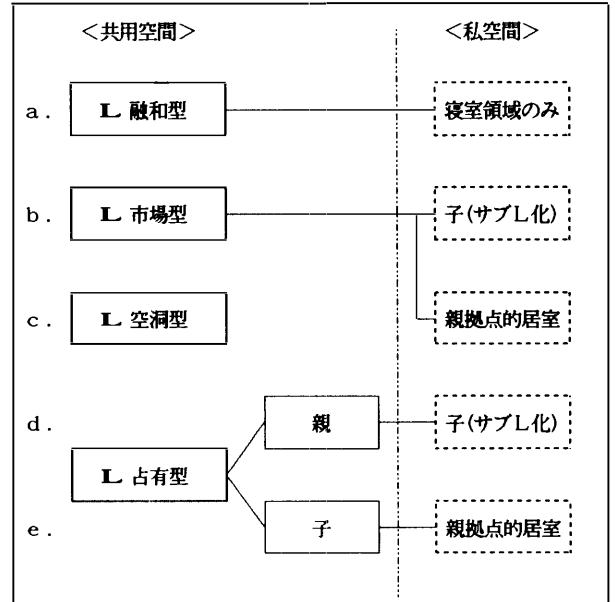 ＜共用空間＞ ＜私空間＞
a． L 融和型 寝室領域のみ
b． L 市場型 子(サブL化)
c． L 空洞型 親拠点的居室
d． 親 子(サブL化)
L 占有型
e． 子 親拠点的居室